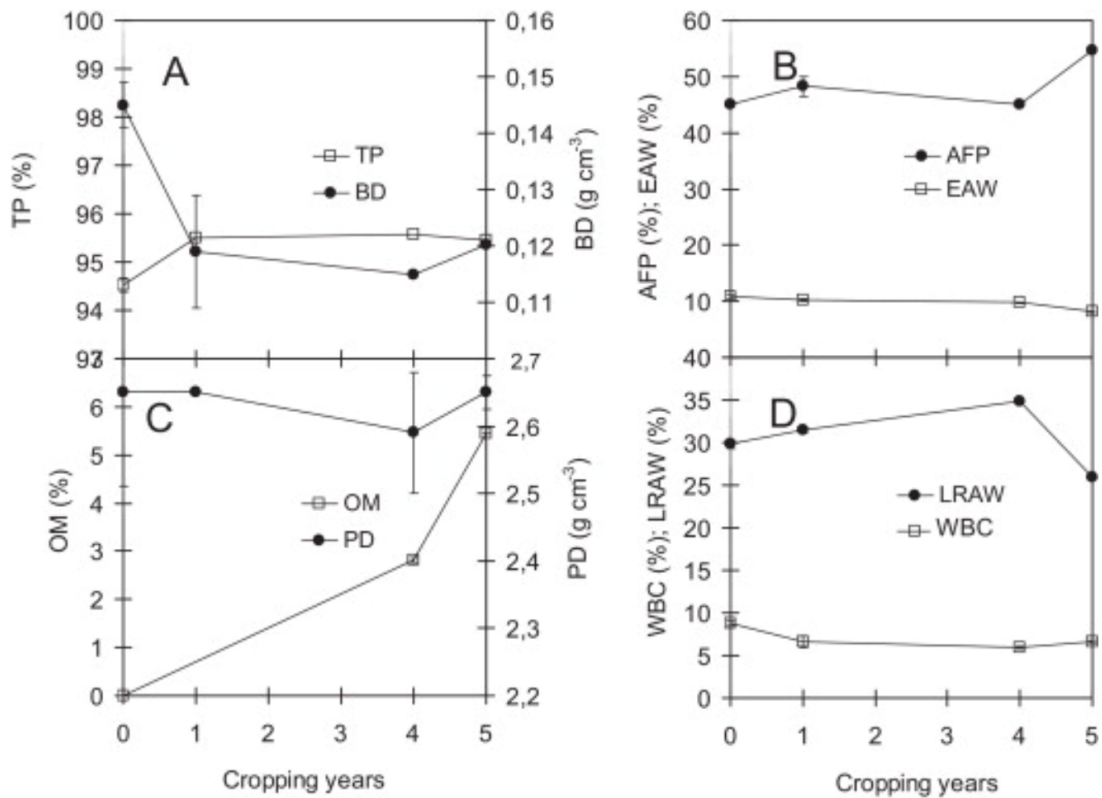 A
TP (%)
100
99
98
97
96
95
94
93
TP
BD
0,16
0,15
0,14
0,13
0,12
0,11
BD (g cm-3)
B
AFP (%); EAW (%)
60
50
40
30
20
10
AFP
EAW
C
OM (%)
7
6
5
4
3
2
1
0
OM
PD
2,7
2,6
2,5
2,4
2,3
2,2
PD (g cm-3)
0 1 2 3 4 5
Cropping years
D
WBC (%); LRAW (%)
40
35
30
25
20
15
10
5
0
LRAW
WBC
0 1 2 3 4 5
Cropping years